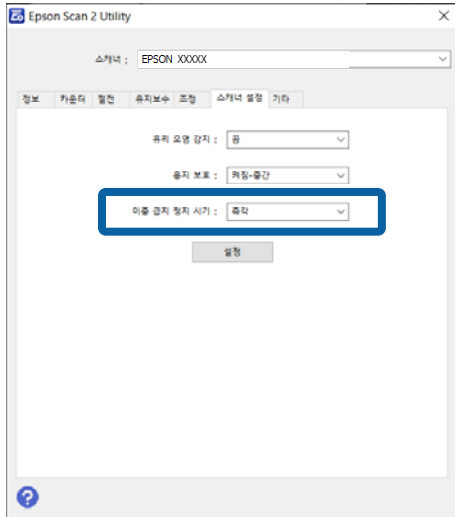 Epson Scan 2 Utility
스캐너 : EPSON XXXXX
정보 카운터 절전 유지보수 조정 스캐너 설정 기타
유리 오염 감지 : 끔
용지 보호 : 켜짐-중간
이중 급지 정지 시기 : 즉각
설정
?